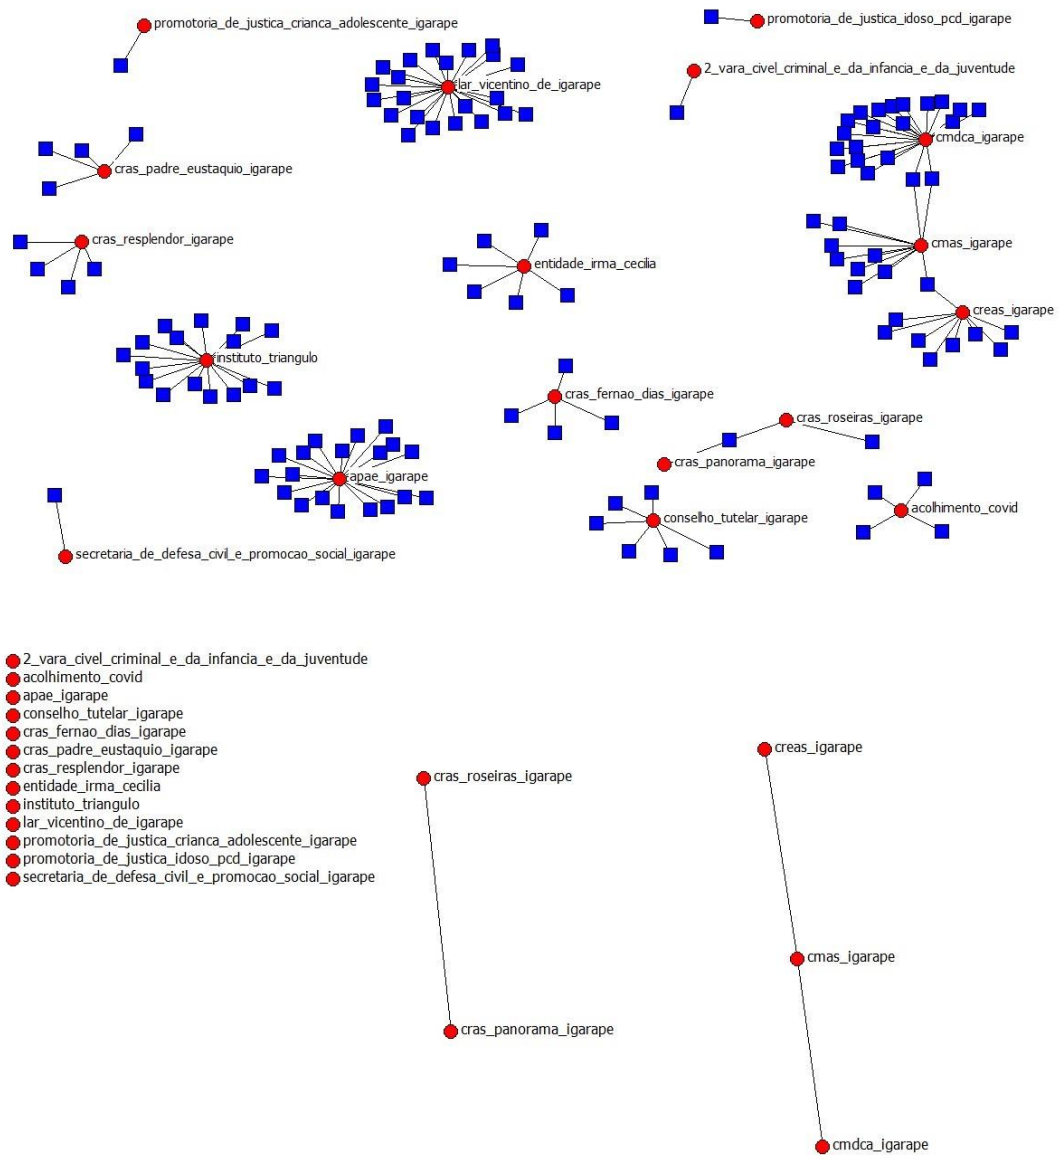 promotoria_de_justica_crianca_adolescente_igarape
promotoria_de_justica_idoso_pcd_igarape
2_vara_civel_criminal_e_da_infancia_e_da_juventude
lar_vicentino_de_igarape
cmdca_igarape
cras_padre_eustaquio_igarape
cras_resplendor_igarape
cmas_igarape
entidade_irma_cecilia
creas_igarape
instituto_triangulo
cras_fernao_dias_igarape
cras_roseiras_igarape
cras_panorama_igarape
apae_igarape
acolhimento_covid
conselho_tutelar_igarape
secretaria_de_defesa_civil_e_promocao_social_igarape
2_vara_civel_criminal_e_da_infancia_e_da_juventude
acolhimento_covid
apae_igarape
conselho_tutelar_igarape
cras_fernao_dias_igarape
cras_padre_eustaquio_igarape
cras_resplendor_igarape
entidade_irma_cecilia
instituto_triangulo
lar_vicentino_de_igarape
promotoria_de_justica_crianca_adolescente_igarape
promotoria_de_justica_idoso_pcd_igarape
secretaria_de_defesa_civil_e_promocao_social_igarape
cras_roseiras_igarape
cras_panorama_igarape
creas_igarape
cmas_igarape
cmdca_igarape